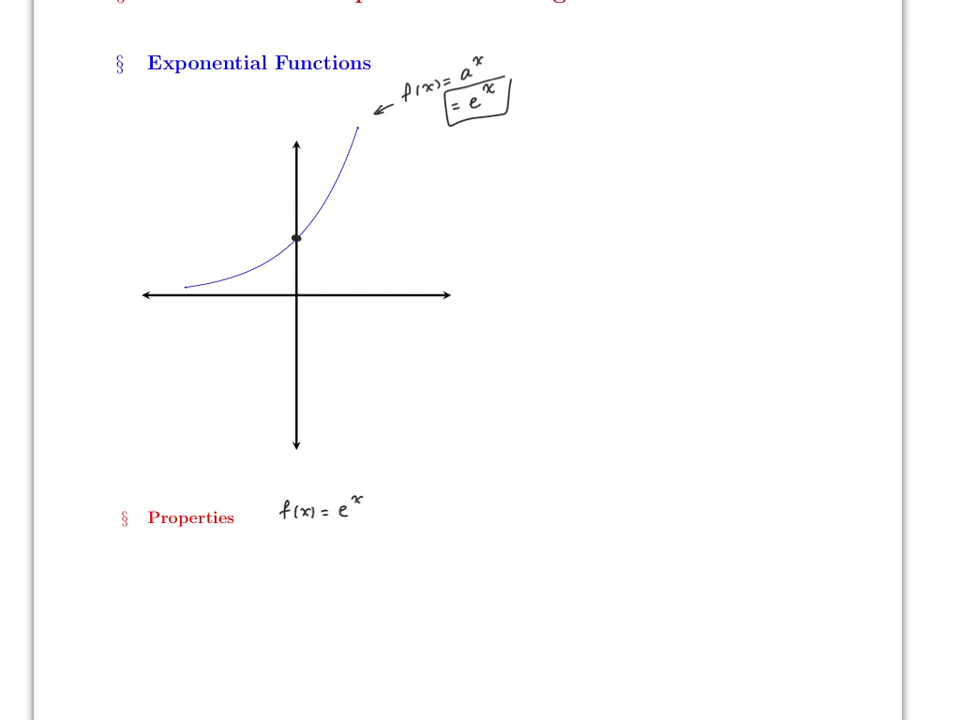 § Exponential Functions
f(x) = a^x
= e^x
§ Properties f(x) = e^x